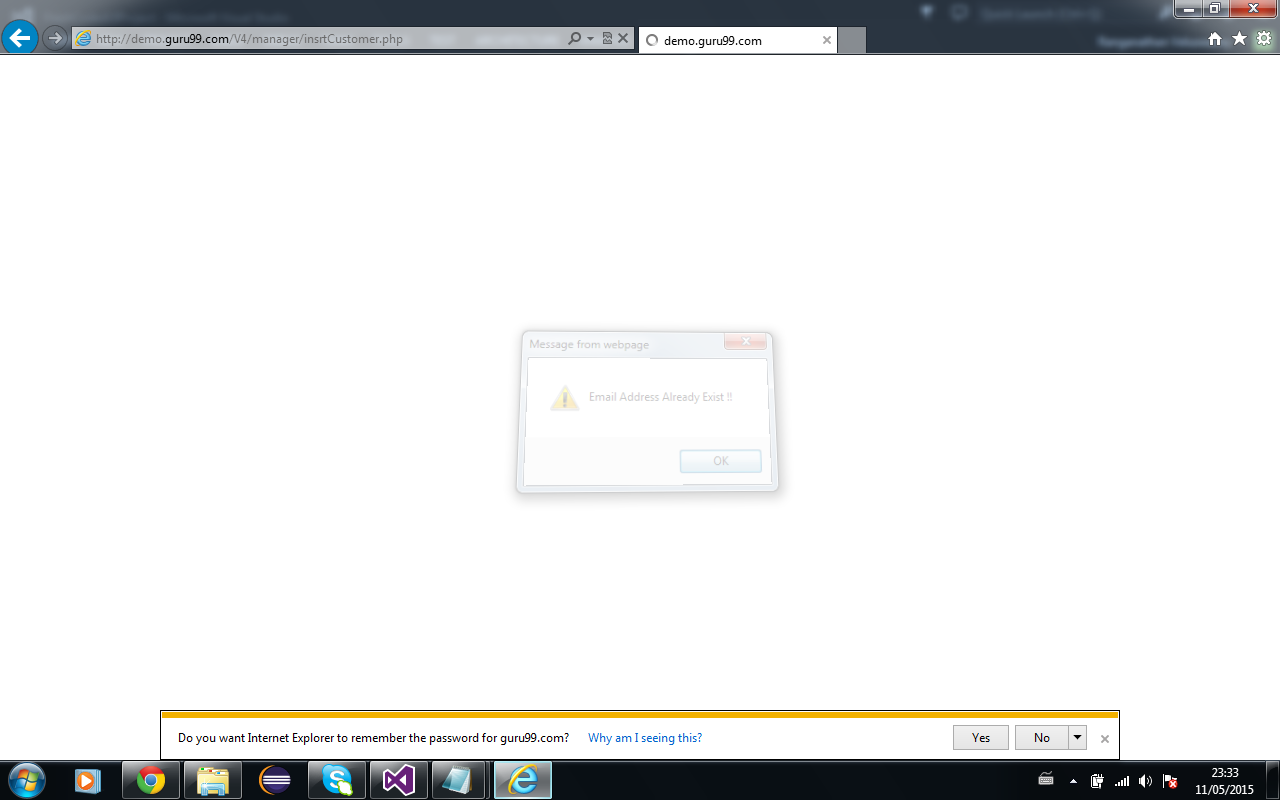 http://demo.guru99.com/V4/manager/insrtCustomer.php
demo.guru99.com
Message from webpage
Email Address Already Exist !!
OK
Do you want Internet Explorer to remember the password for guru99.com? Why am I seeing this? Yes No
23:33
11/05/2015